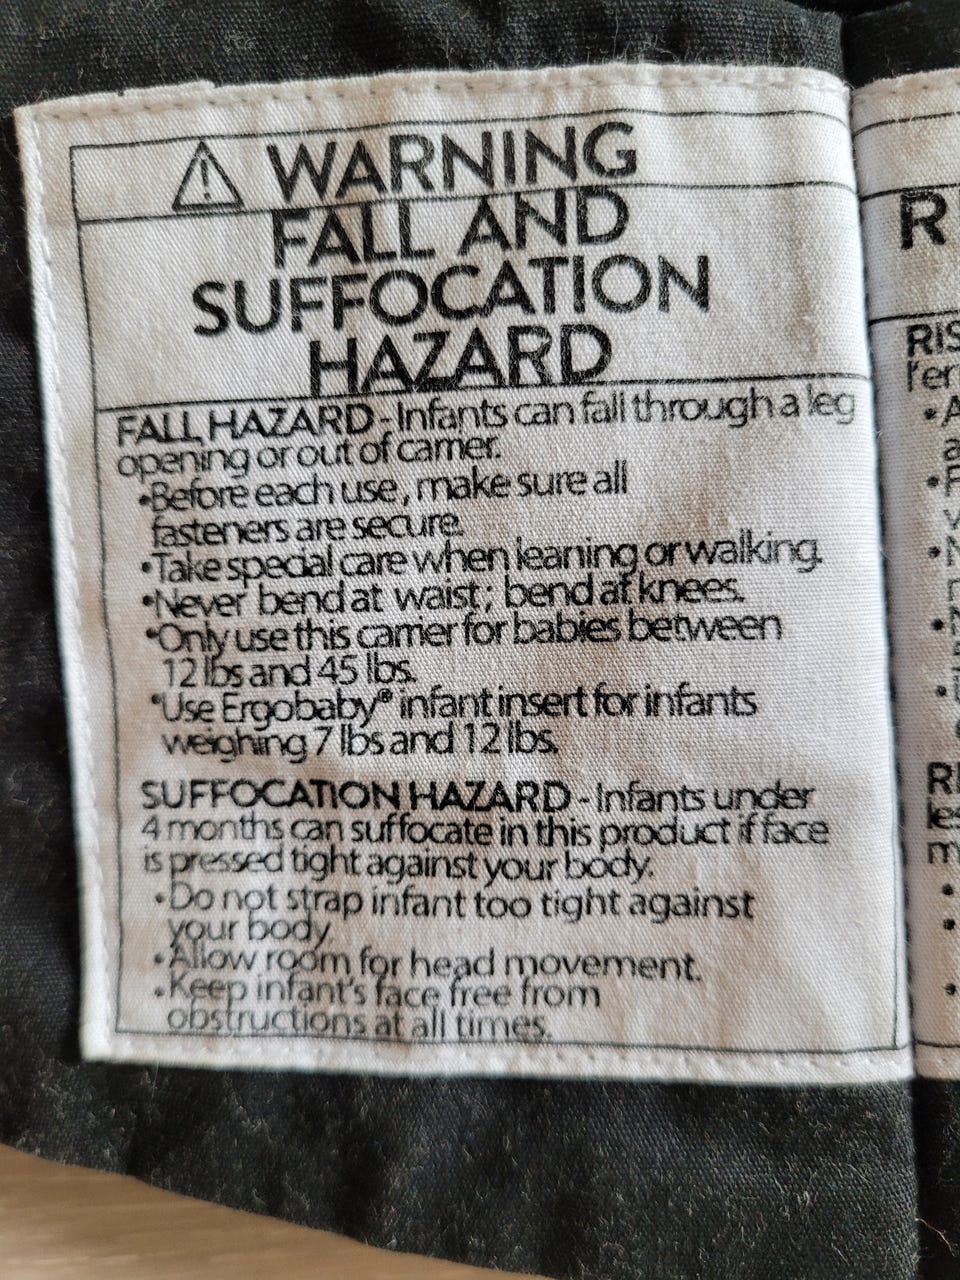 WARNING
FALL AND
SUFFOCATION
HAZARD
FALL HAZARD - Infants can fall through a leg
opening or out of carrier.
•Before each use, make sure all
fasteners are secure.
•Take special care when leaning or walking.
•Never bend at waist; bend at knees.
•Only use this carrier for babies between
12 lbs and 45 lbs.
•Use Ergobaby® infant insert for infants
weighing 7 lbs and 12 lbs.
SUFFOCATION HAZARD - Infants under
4 months can suffocate in this product if face
is pressed tight against your body.
•Do not strap infant too tight against
your body.
•Allow room for head movement.
•Keep infant's face free from
obstructions at all times.